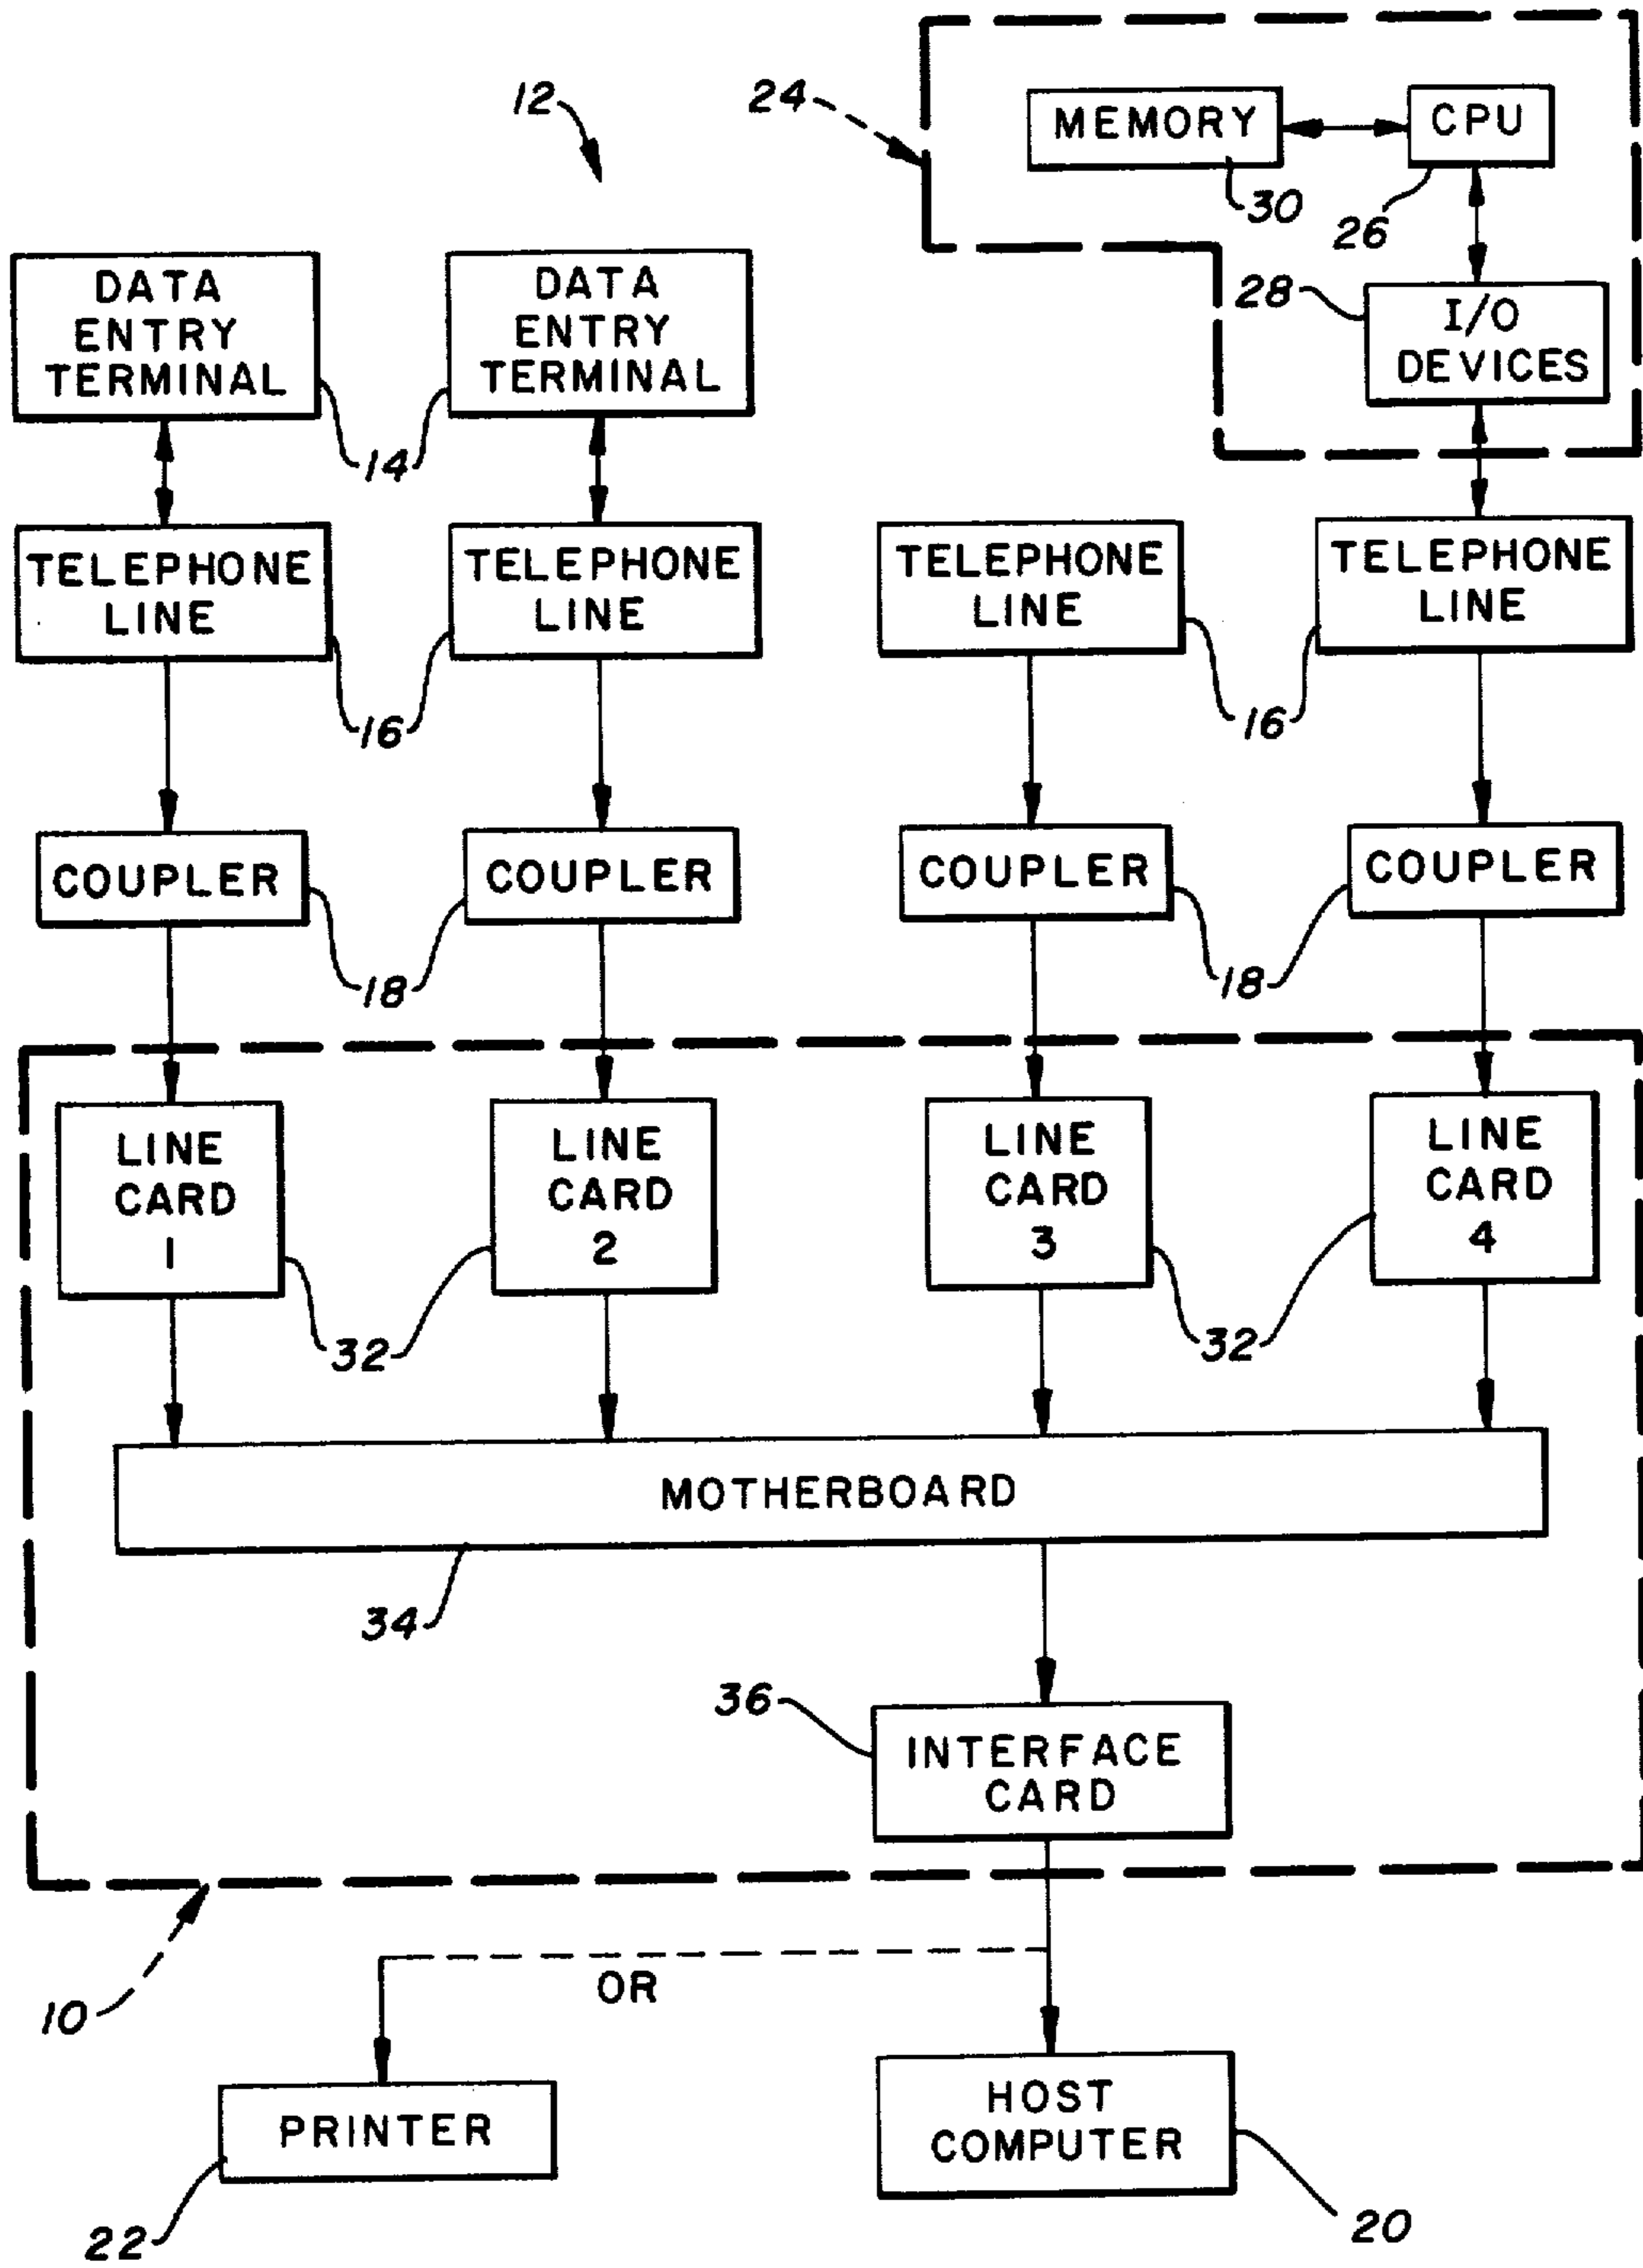 12
24
MEMORY
CPU
30
26
28
I/O
DEVICES
DATA
ENTRY
TERMINAL
DATA
ENTRY
TERMINAL
14
TELEPHONE
LINE
TELEPHONE
LINE
TELEPHONE
LINE
TELEPHONE
LINE
16
16
COUPLER
COUPLER
COUPLER
COUPLER
18
18
LINE
CARD
1
LINE
CARD
2
LINE
CARD
3
LINE
CARD
4
32
32
MOTHERBOARD
34
36
INTERFACE
CARD
10
OR
PRINTER
HOST
COMPUTER
22
20